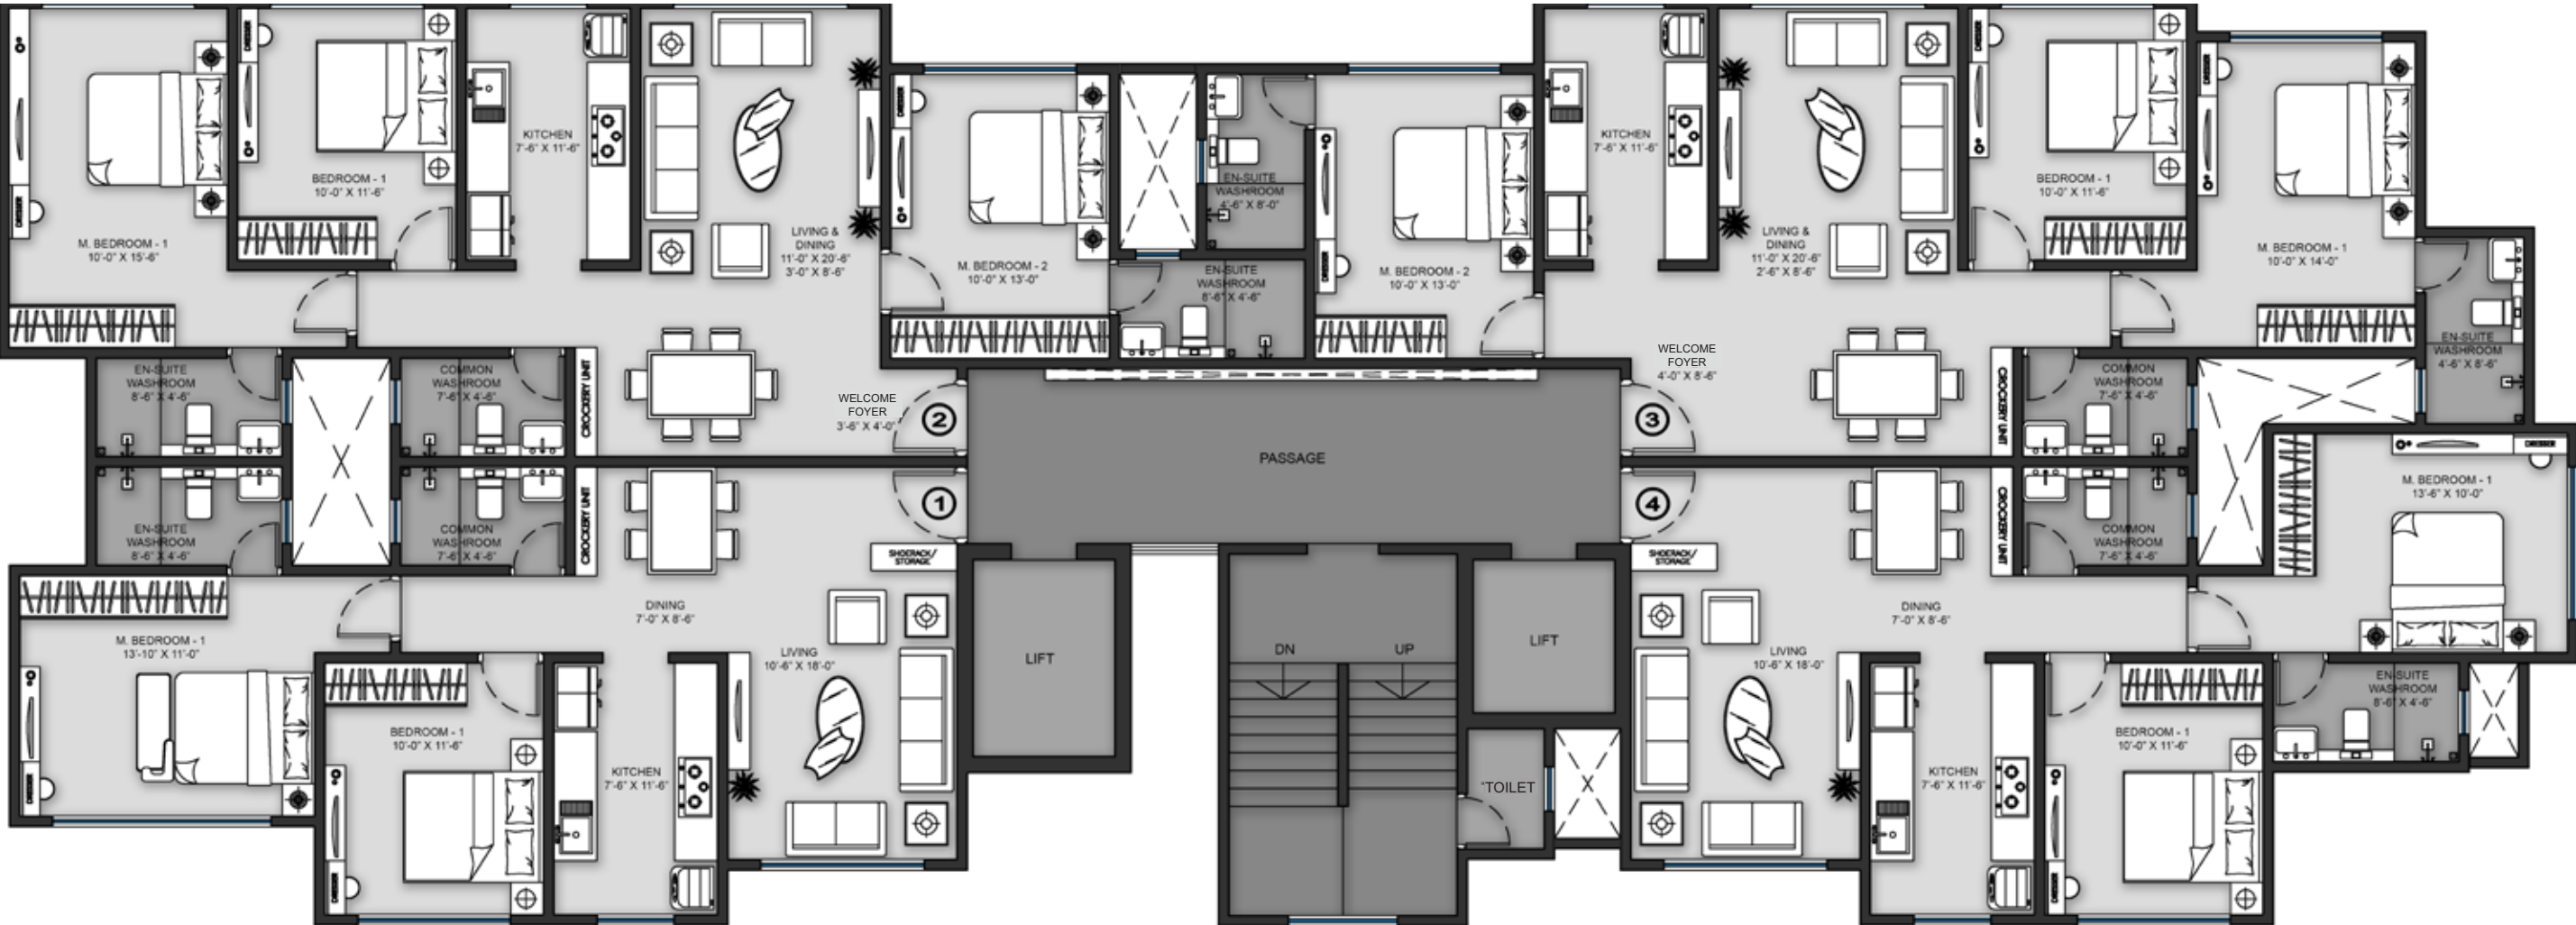 DRESSER
M. BEDROOM - 1
10'-0" X 15'-6"
DRESSER
BEDROOM - 1
10'-0" X 11'-6"
KITCHEN
7'-6" X 11'-6"
LIVING &
DINING
11'-0" X 20'-6"
3'-0" X 8'-6"
DRESSER
M. BEDROOM - 2
10'-0" X 13'-0"
EN-SUITE
WASHROOM
4'-6" X 8'-0"
EN-SUITE
WASHROOM
8'-6" X 4'-6"
DRESSER
M. BEDROOM - 2
10'-0" X 13'-0"
KITCHEN
7'-6" X 11'-6"
LIVING &
DINING
11'-0" X 20'-6"
2'-6" X 8'-6"
DRESSER
BEDROOM - 1
10'-0" X 11'-6"
DRESSER
M. BEDROOM - 1
10'-0" X 14'-0"
EN-SUITE
WASHROOM
4'-6" X 8'-6"
EN-SUITE
WASHROOM
8'-6" X 4'-6"
COMMON
WASHROOM
7'-6" X 4'-6"
CROCKERY UNIT
WELCOME
FOYER
3'-6" X 4'-0"
2
WELCOME
FOYER
4'-0" X 8'-6"
3
CROCKERY UNIT
COMMON
WASHROOM
7'-6" X 4'-6"
PASSAGE
EN-SUITE
WASHROOM
8'-6" X 4'-6"
COMMON
WASHROOM
7'-6" X 4'-6"
CROCKERY UNIT
1
SHOERACK/
STORAGE
4
SHOERACK/
STORAGE
CROCKERY UNIT
COMMON
WASHROOM
7'-6" X 4'-6"
DRESSER
M. BEDROOM - 1
13'-6" X 10'-0"
M. BEDROOM - 1
13'-10" X 11'-0"
DRESSER
DINING
7'-0" X 8'-6"
LIVING
10'-6" X 18'-0"
BEDROOM - 1
10'-0" X 11'-6"
DRESSER
KITCHEN
7'-6" X 11'-6"
LIFT
DN
UP
LIFT
'TOILET
LIVING
10'-6" X 18'-0"
DINING
7'-0" X 8'-6"
KITCHEN
7'-6" X 11'-6"
BEDROOM - 1
10'-0" X 11'-6"
DRESSER
EN-SUITE
WASHROOM
8'-6" X 4'-6"